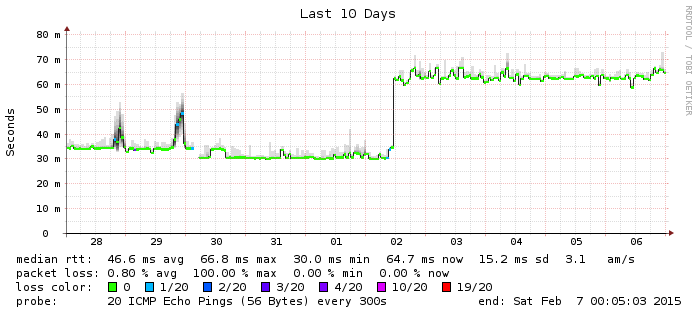 Last 10 Days
RRDTOOL / TOBI OETIKER
Seconds
80 m
70 m
60 m
50 m
40 m
30 m
20 m
10 m
0
28 29 30 31 01 02 03 04 05 06
median rtt: 46.6 ms avg 66.8 ms max 30.0 ms min 64.7 ms now 15.2 ms sd 3.1 am/s
packet loss: 0.80 % avg 100.00 % max 0.00 % min 0.00 % now
loss color: 0 1/20 2/20 3/20 4/20 10/20 19/20
probe: 20 ICMP Echo Pings (56 Bytes) every 300s end: Sat Feb 7 00:05:03 2015